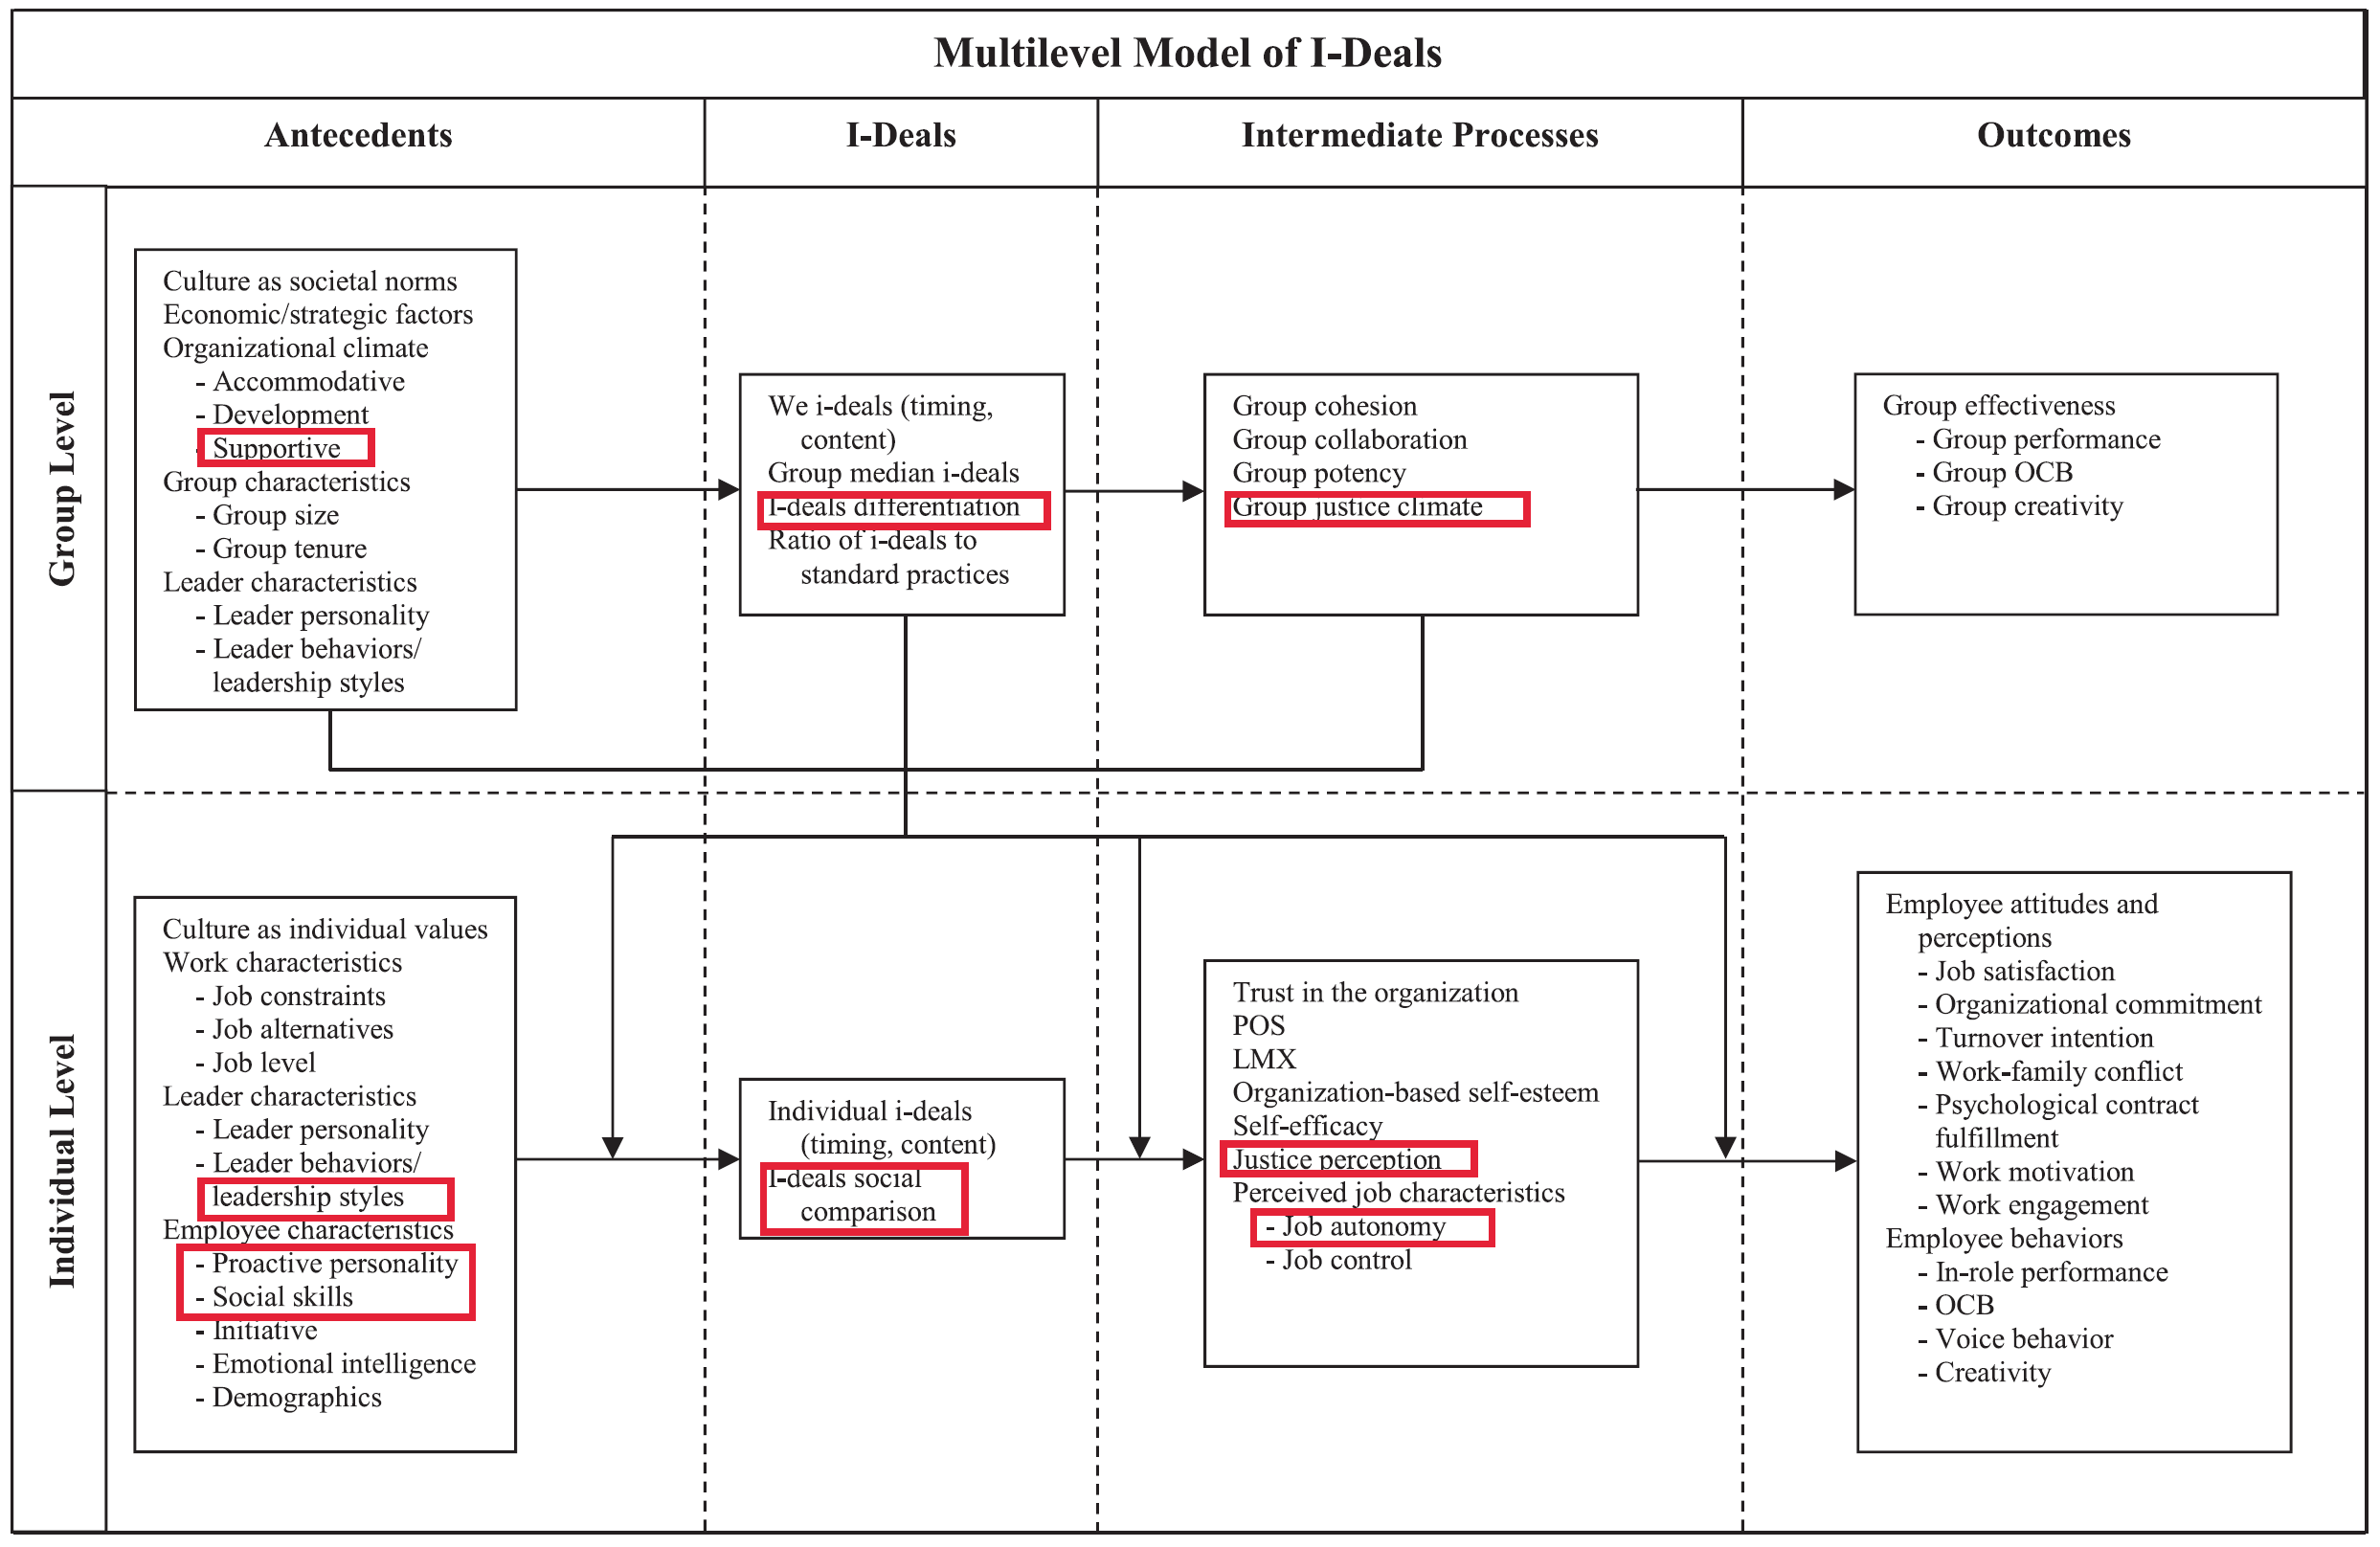 Multilevel Model of I-Deals
Antecedents
I-Deals
Intermediate Processes
Outcomes
Group Level
Culture as societal norms
Economic/strategic factors
Organizational climate
- Accommodative
- Development
- Supportive
Group characteristics
- Group size
- Group tenure
Leader characteristics
- Leader personality
- Leader behaviors/
leadership styles
We i-deals (timing,
content)
Group median i-deals
I-deals differentiation
Ratio of i-deals to
standard practices
Group cohesion
Group collaboration
Group potency
Group justice climate
Group effectiveness
- Group performance
- Group OCB
- Group creativity
Individual Level
Culture as individual values
Work characteristics
- Job constraints
- Job alternatives
- Job level
Leader characteristics
- Leader personality
- Leader behaviors/
leadership styles
Employee characteristics
- Proactive personality
- Social skills
- Initiative
- Emotional intelligence
- Demographics
Individual i-deals
(timing, content)
I-deals social
comparison
Trust in the organization
POS
LMX
Organization-based self-esteem
Self-efficacy
Justice perception
Perceived job characteristics
- Job autonomy
- Job control
Employee attitudes and
perceptions
- Job satisfaction
- Organizational commitment
- Turnover intention
- Work-family conflict
- Psychological contract
fulfillment
- Work motivation
- Work engagement
Employee behaviors
- In-role performance
- OCB
- Voice behavior
- Creativity